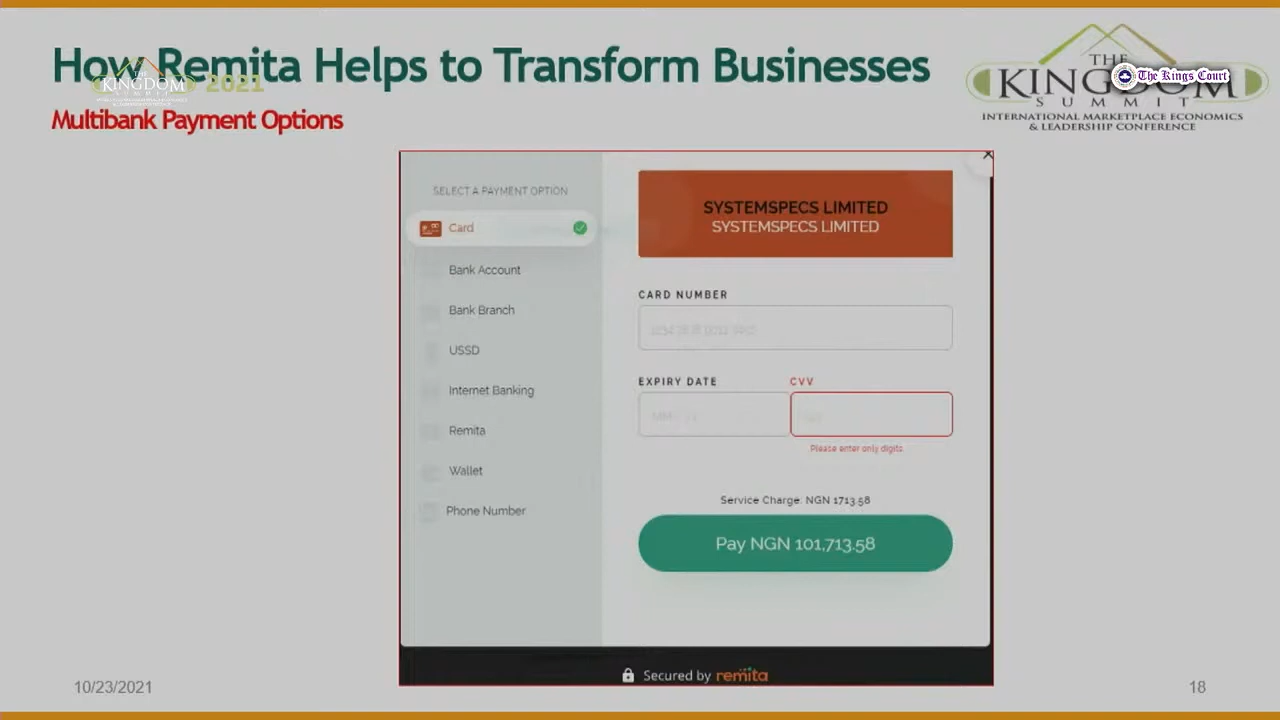 How Remita Helps to Transform Businesses
THE
KINGDOM
2021
Multibank Payment Options
THE
KINGDOM
The Kings Court
SUMMIT
INTERNATIONAL MARKETPLACE ECONOMICS
& LEADERSHIP CONFERENCE
SELECT A PAYMENT OPTION
Card
Bank Account
Bank Branch
USSD
Internet Banking
Remita
Wallet
Phone Number
SYSTEMSPECS LIMITED
SYSTEMSPECS LIMITED
CARD NUMBER
EXPIRY DATE
CVV
Please enter only digits
Service Charge: NGN 1713.58
Pay NGN 101,713.58
Secured by remita
10/23/2021
18